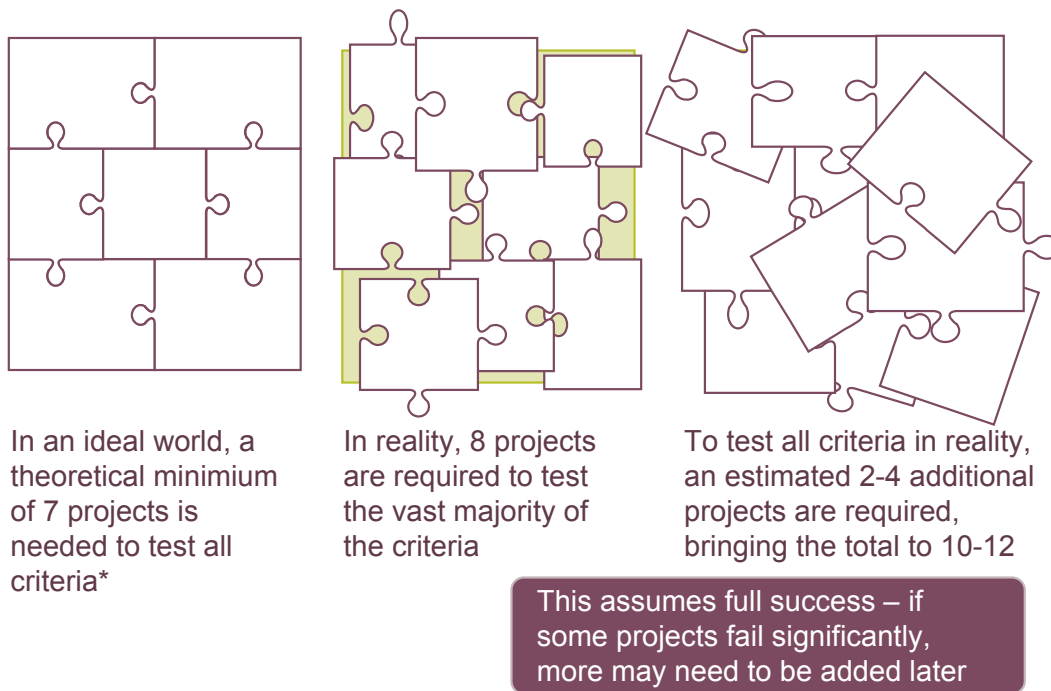 In an ideal world, a
theoretical minimium
of 7 projects is
needed to test all
criteria*
In reality, 8 projects
are required to test
the vast majority of
the criteria
To test all criteria in reality,
an estimated 2-4 additional
projects are required,
bringing the total to 10-12
This assumes full success – if
some projects fail significantly,
more may need to be added later